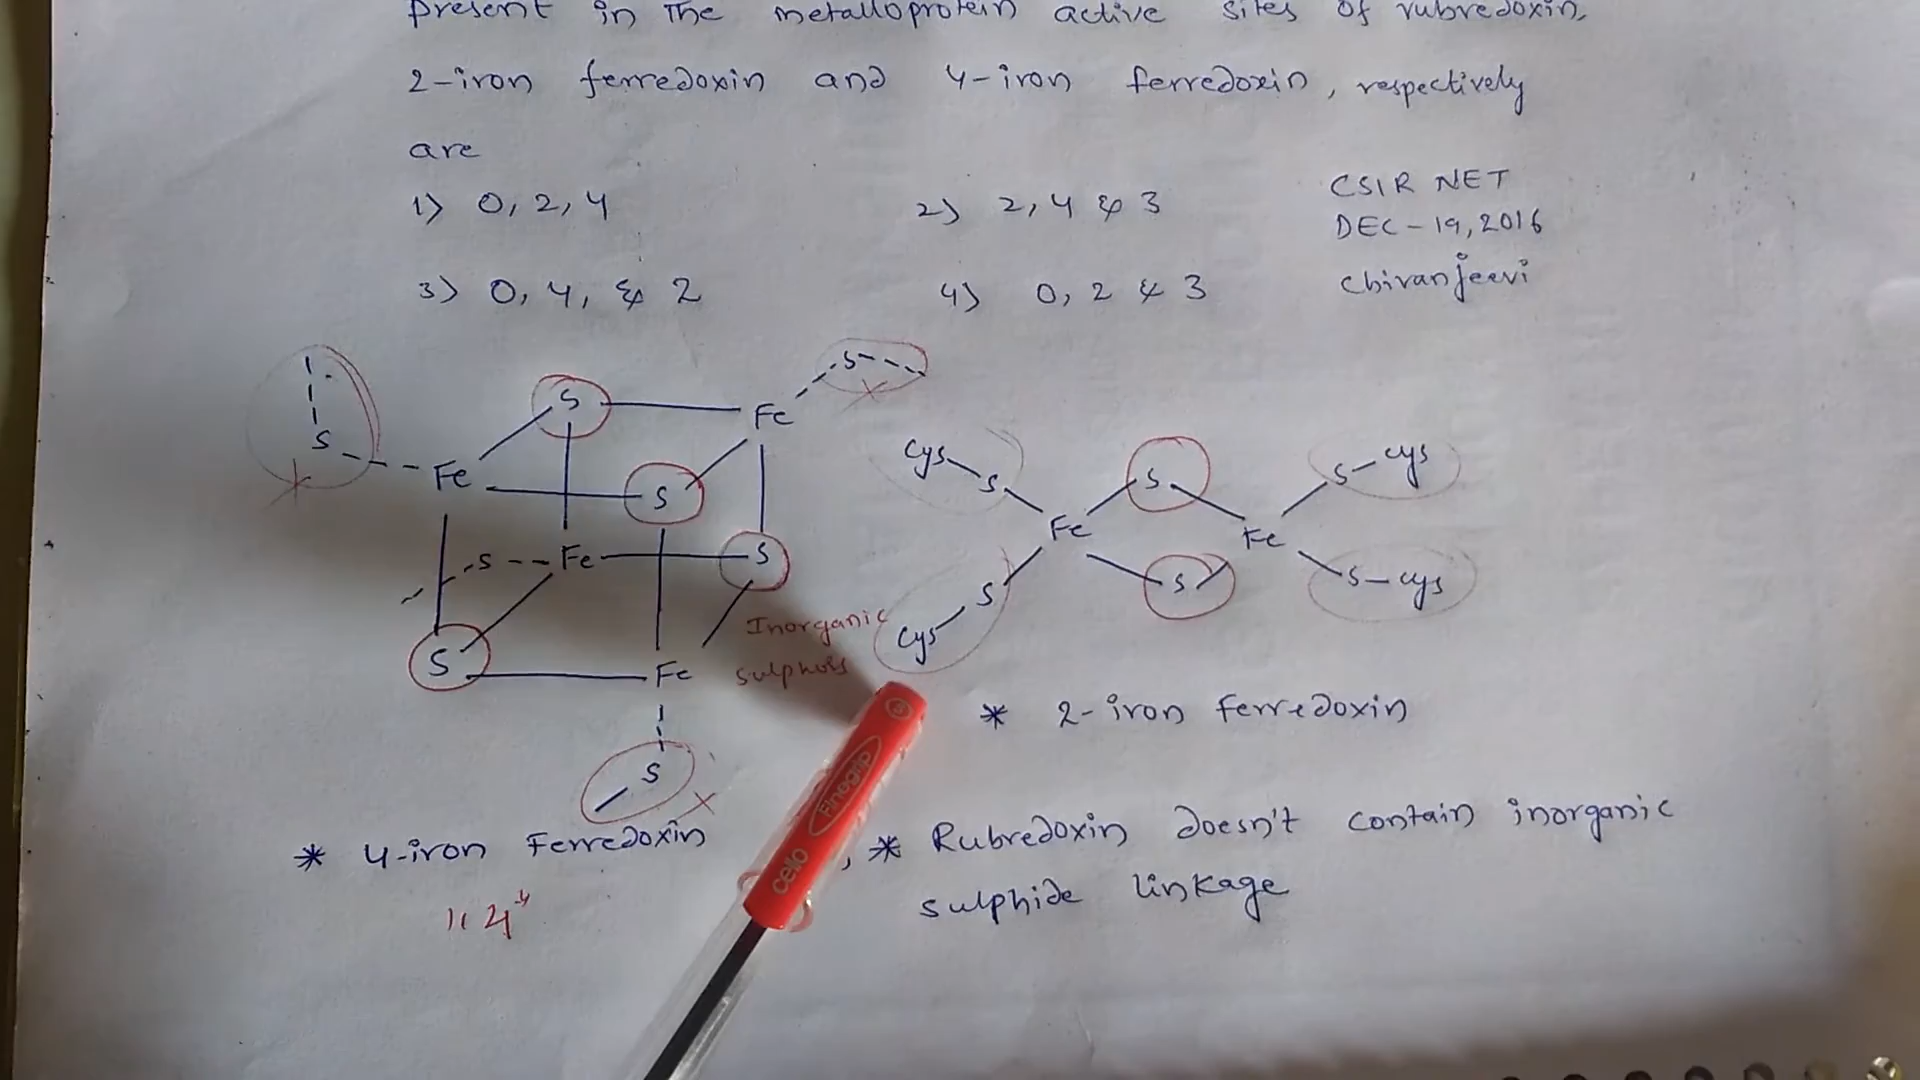 present in the metalloprotein active sites of rubredoxin,
2-iron ferredoxin and 4-iron ferredoxin, respectively
are
1) 0, 2, 4
2) 2, 4 & 3
3) 0, 4, & 2
4) 0, 2 & 3
CSIR NET
DEC-19, 2016
Chiranjeevi
S
S
Fe
S
Fe
S
S
Fe
S
S
S
Fe
S
Inorganic
Cys
S
Fe
S
Fe
S-cys
S
Cys
S
S-cys
* 4-iron Ferredoxin
* 2-iron Ferredoxin
, * Rubredoxin doesn't contain inorganic
sulphide linkage
cello
Finegrip